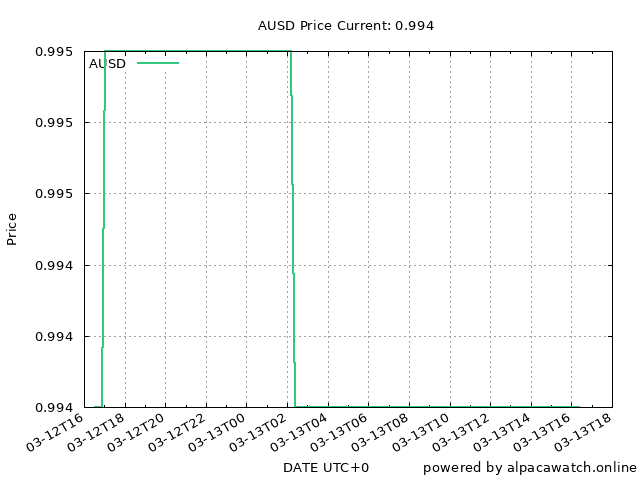 AUSD Price Current: 0.994
AUSD
0.995
0.995
0.995
0.994
0.994
0.994
Price
03-12T16
03-12T18
03-12T20
03-12T22
03-13T00
03-13T02
03-13T04
03-13T06
03-13T08
03-13T10
03-13T12
03-13T14
03-13T16
03-13T18
DATE UTC+0
powered by alpacawatch.online